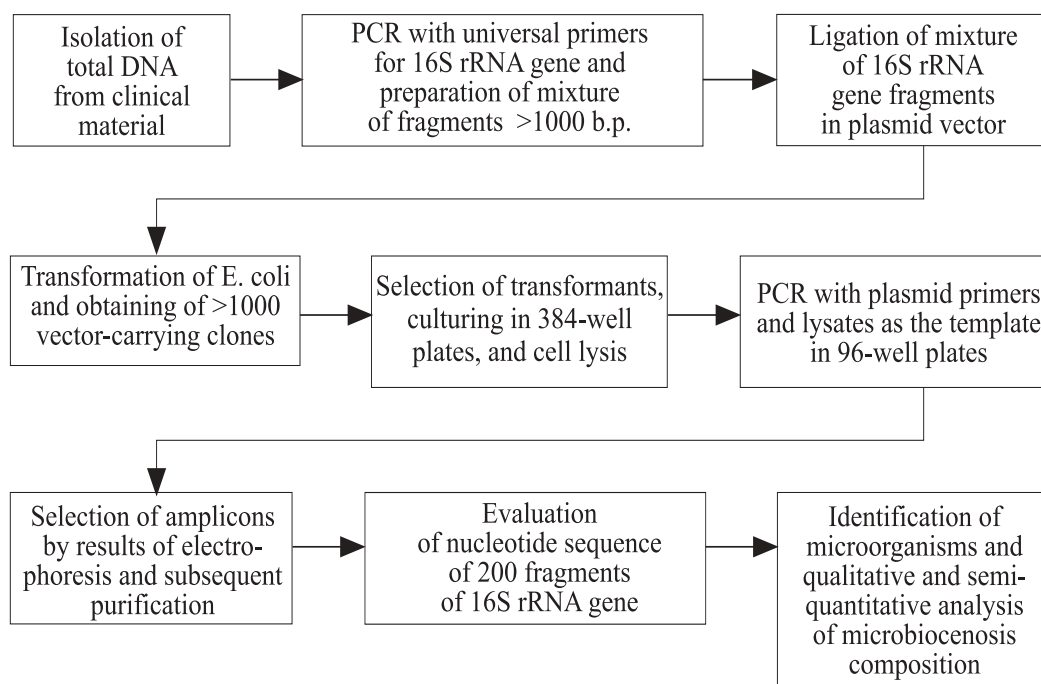 Isolation of
total DNA
from clinical
material
PCR with universal primers
for 16S rRNA gene and
preparation of mixture
of fragments >1000 b.p.
Ligation of mixture
of 16S rRNA
gene fragments
in plasmid vector
Transformation of E. coli
and obtaining of >1000
vector-carrying clones
Selection of transformants,
culturing in 384-well
plates, and cell lysis
PCR with plasmid primers
and lysates as the template
in 96-well plates
Selection of amplicons
by results of electro-
phoresis and subsequent
purification
Evaluation
of nucleotide sequence
of 200 fragments
of 16S rRNA gene
Identification of
microorganisms and
qualitative and semi-
quantitative analysis
of microbiocenosis
composition